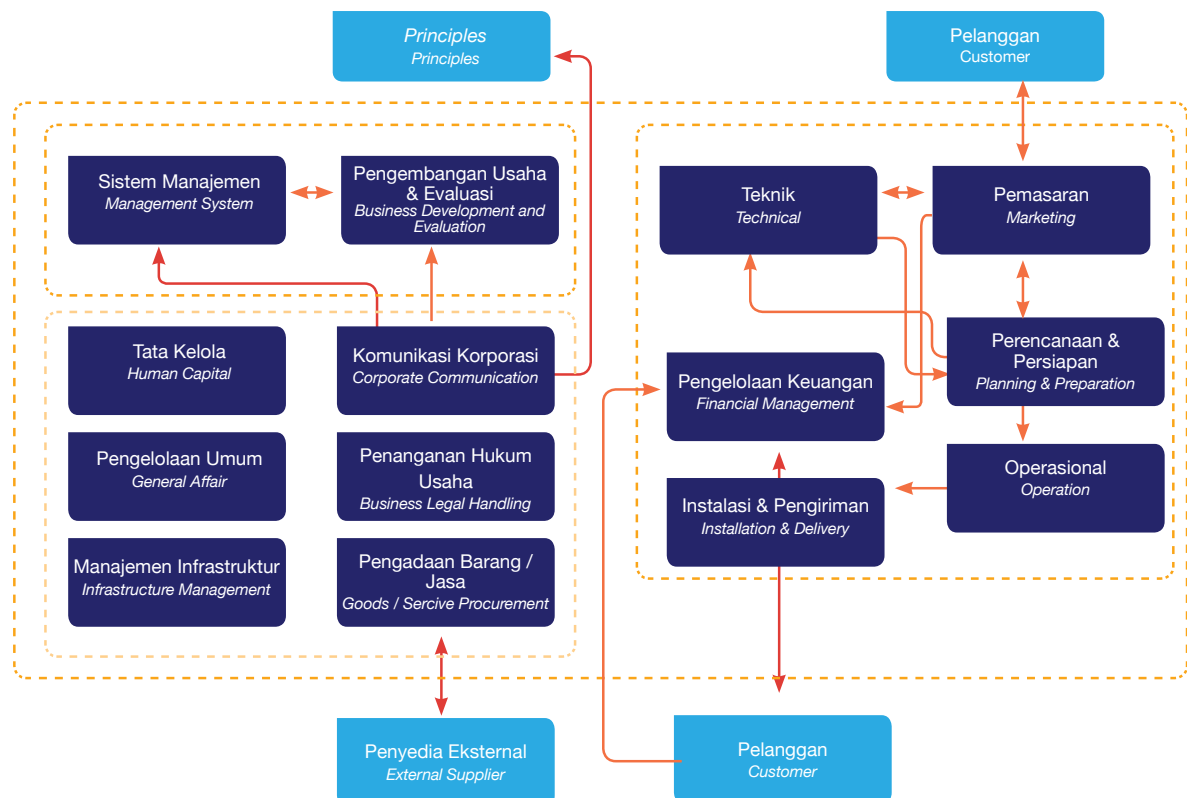 Principles
Principles
Pelanggan
Customer
Sistem Manajemen
Management System
Pengembangan Usaha
& Evaluasi
Business Development and
Evaluation
Teknik
Technical
Pemasaran
Marketing
Tata Kelola
Human Capital
Komunikasi Korporasi
Corporate Communication
Pengelolaan Keuangan
Financial Management
Perencanaan &
Persiapan
Planning & Preparation
Pengelolaan Umum
General Affair
Penanganan Hukum
Usaha
Business Legal Handling
Instalasi & Pengiriman
Installation & Delivery
Operasional
Operation
Manajemen Infrastruktur
Infrastructure Management
Pengadaan Barang /
Jasa
Goods / Sercive Procurement
Penyedia Eksternal
External Supplier
Pelanggan
Customer